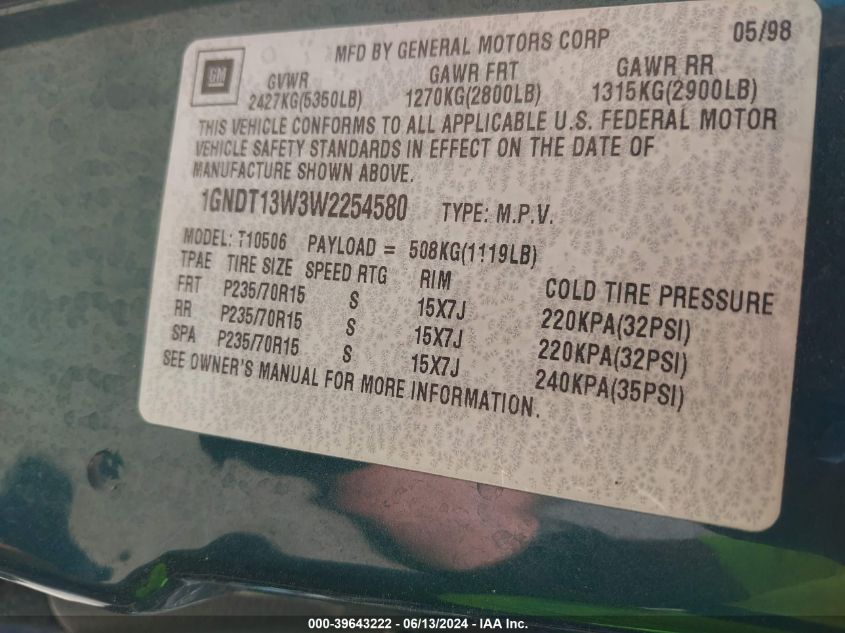 MFD BY GENERAL MOTORS CORP 05/98
GM
GVWR GAWR FRT GAWR RR
2427KG(5350LB) 1270KG(2800LB) 1315KG(2900LB)
THIS VEHICLE CONFORMS TO ALL APPLICABLE U.S. FEDERAL MOTOR
VEHICLE SAFETY STANDARDS IN EFFECT ON THE DATE OF
MANUFACTURE SHOWN ABOVE.
1GNDT13W3W2254580 TYPE: M.P.V.
MODEL: T10506 PAYLOAD = 508KG(1119LB)
TPAE TIRE SIZE SPEED RTG RIM COLD TIRE PRESSURE
FRT P235/70R15 S 15X7J 220KPA(32PSI)
RR P235/70R15 S 15X7J 220KPA(32PSI)
SPA P235/70R15 S 15X7J 240KPA(35PSI)
SEE OWNER'S MANUAL FOR MORE INFORMATION.
000-39643222 - 06/13/2024 - IAA Inc.